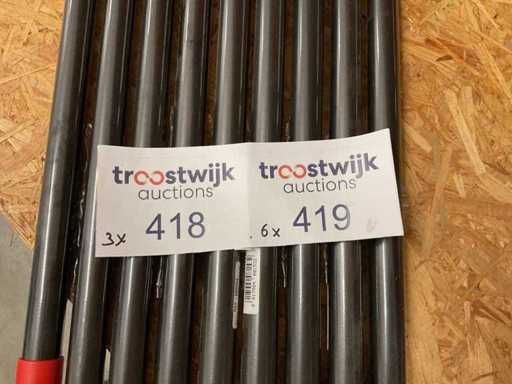 troostwijk
auctions
3x 418
troostwijk
auctions
6x 419